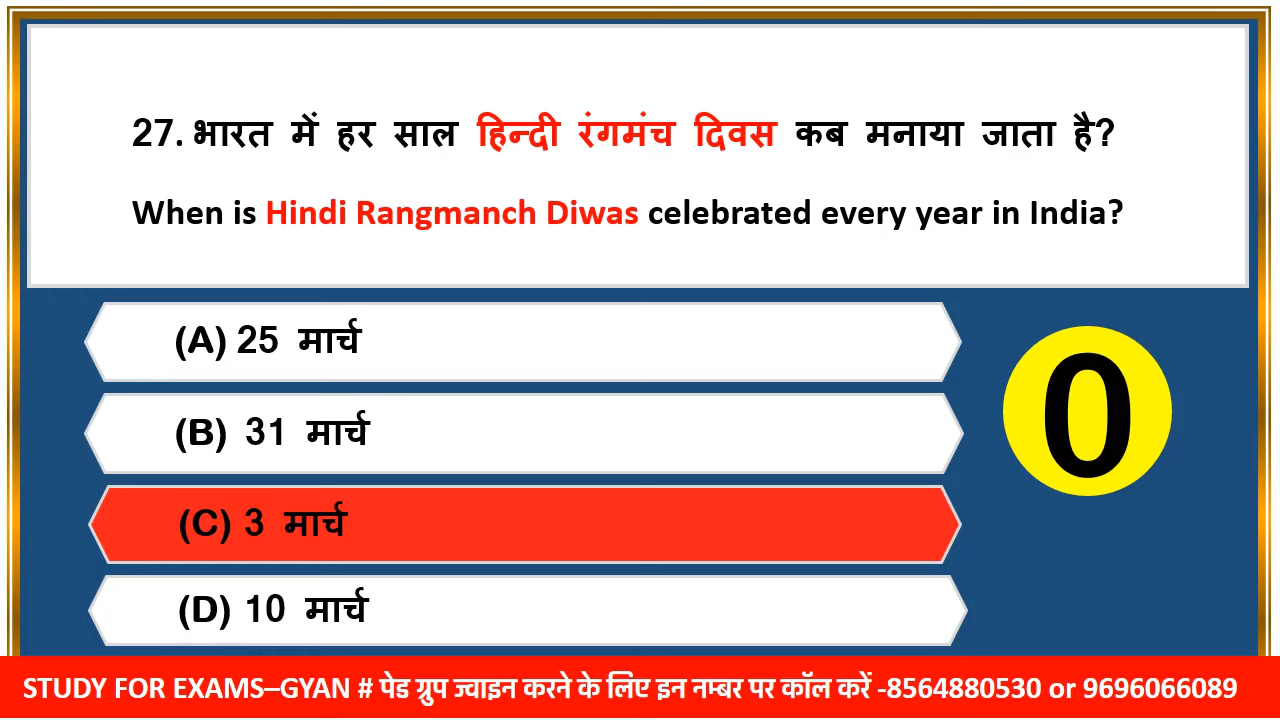 27. भारत में हर साल हिन्दी रंगमंच दिवस कब मनाया जाता है?
When is Hindi Rangmanch Diwas celebrated every year in India?
(A) 25 मार्च
(B) 31 मार्च
0
(C) 3 मार्च
(D) 10 मार्च
STUDY FOR EXAMS–GYAN # पेड ग्रुप ज्वाइन करने के लिए इन नम्बर पर कॉल करें -8564880530 or 9696066089